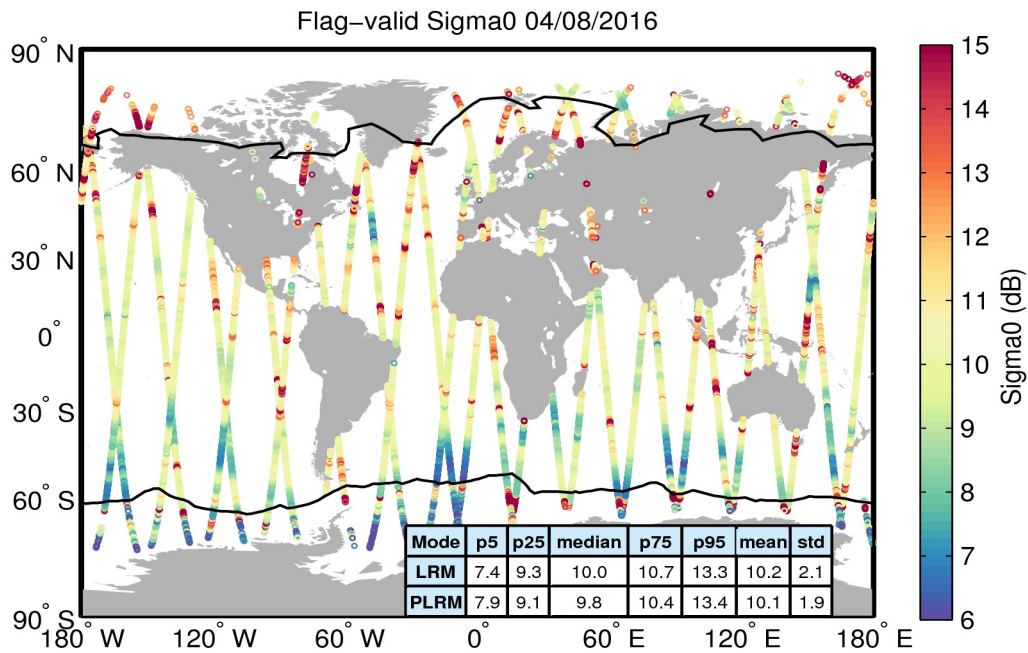 Flag−valid Sigma0 04/08/2016
90° N
60° N
30° N
0°
30° S
60° S
90° S
180° W
120° W
60° W
0°
60° E
120° E
180° E
15
14
13
12
11
10
9
8
7
6
Sigma0 (dB)
Mode p5 p25 median p75 p95 mean std
LRM 7.4 9.3 10.0 10.7 13.3 10.2 2.1
PLRM 7.9 9.1 9.8 10.4 13.4 10.1 1.9